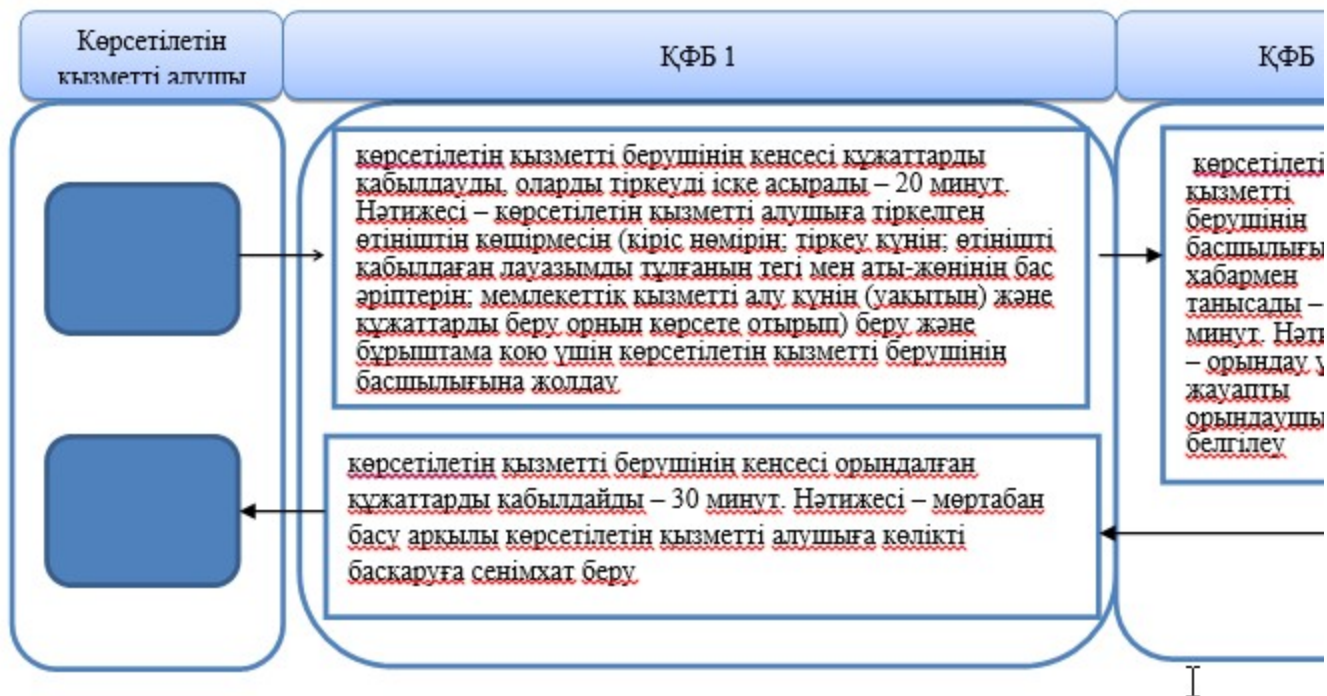 Көрсетілетін
қызметті алушы
ҚФБ 1
ҚФБ
көрсетілетін қызметті берушінің кеңсесі құжаттарды
қабылдауды, оларды тіркеуді іске асырады – 20 минут.
Нәтижесі – көрсетілетін қызметті алушыға тіркелген
өтініштің көшірмесін (кіріс нөмірін; тіркеу күнін; өтінішті
қабылдаған лауазымды тұлғаның тегі мен аты-жөнінің бас
әріптерін; мемлекеттік қызметті алу күнін (уақытын) және
құжаттарды беру орнын көрсете отырып) беру және
бұрыштама қою үшін көрсетілетін қызметті берушінің
басшылығына жолдау
көрсетілетін қызметті берушінің кеңсесі орындалған
құжаттарды қабылдайды – 30 минут. Нәтижесі – мөртабан
басу арқылы көрсетілетін қызметті алушыға көлікті
басқаруға сенімхат беру
көрсетілеті
қызметті
берушінің
басшылығы
хабармен
танысады –
минут. Нәти
– орындау ү
жауапты
орындаушы
белгілеу